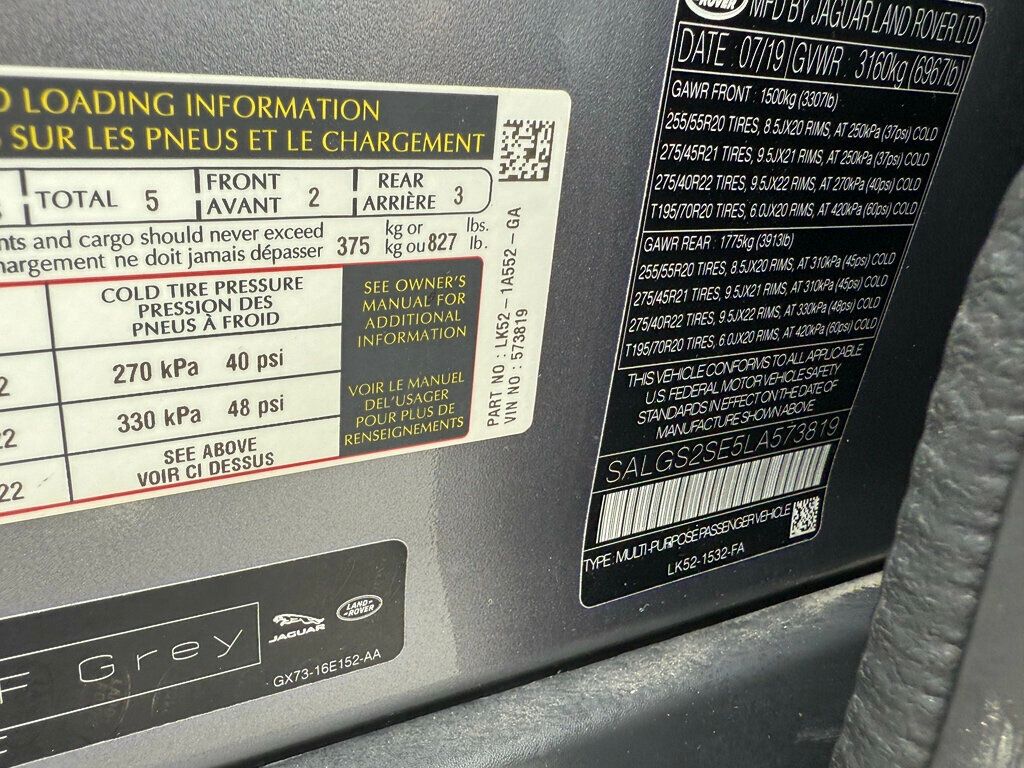 LOADING INFORMATION
SUR LES PNEUS ET LE CHARGEMENT
TOTAL 5
FRONT
AVANT 2
REAR
ARRIÈRE 3
and cargo should never exceed
ne doit jamais dépasser
375 kg or
kg ou 827 lbs.
lb.
COLD TIRE PRESSURE
PRESSION DES
PNEUS À FROID
270 kPa 40 psi
330 kPa 48 psi
22
SEE ABOVE
VOIR CI DESSUS
22
SEE OWNER'S
MANUAL FOR
ADDITIONAL
INFORMATION
VOIR LE MANUEL
DEL'USAGER
POUR PLUS DE
RENSEIGNEMENTS
PART NO : LK52 - 1A552 - GA
VIN NO : 573819
ROVER
MFD BY JAGUAR LAND ROVER LTD
DATE : 07/19 GVWR : 3160kg (6967lb)
GAWR FRONT : 1500kg (3307lb)
255/55R20 TIRES, 8.5JX20 RIMS, AT 250kPa (37psi) COLD
275/45R21 TIRES, 9.5JX21 RIMS, AT 250kPa (37psi) COLD
275/40R22 TIRES, 9.5JX22 RIMS, AT 270kPa (40psi) COLD
T195/70R20 TIRES, 6.0JX20 RIMS, AT 420kPa (60psi) COLD
GAWR REAR : 1775kg (3913lb)
255/55R20 TIRES, 8.5JX20 RIMS, AT 310kPa (45psi) COLD
275/45R21 TIRES, 9.5JX21 RIMS, AT 310kPa (45psi) COLD
275/40R22 TIRES, 9.5JX22 RIMS, AT 330kPa (48psi) COLD
T195/70R20 TIRES, 6.0JX20 RIMS, AT 420kPa (60psi) COLD
THIS VEHICLE CONFORMS TO ALL APPLICABLE
U.S. FEDERAL MOTOR VEHICLE SAFETY
STANDARDS IN EFFECT ON THE DATE OF
MANUFACTURE SHOWN ABOVE
SALGS2SE5LA573819
TYPE : MULTI-PURPOSE PASSENGER VEHICLE
LK52-1532-FA
F Grey
JAGUAR
LAND ROVER
GX73-16E152-AA